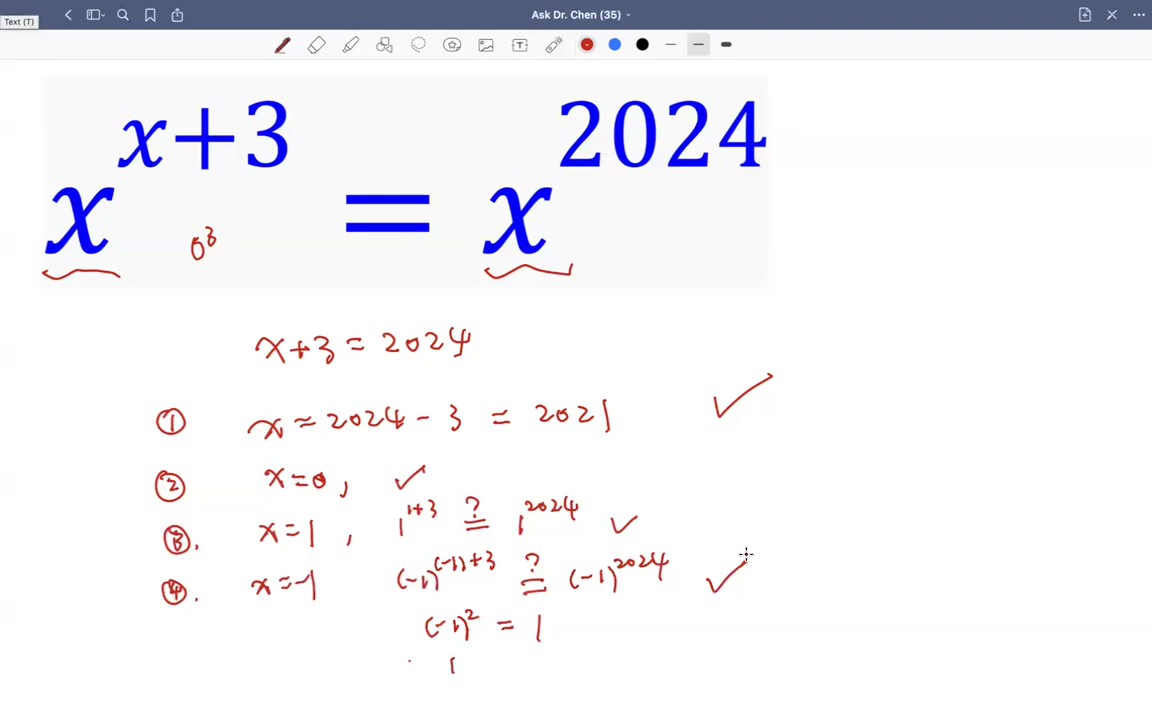 Ask Dr. Chen (35)
Text (T)
x^{x+3} = x^{2024}
0^3
x+3 = 2024
① x = 2024 - 3 = 2021 ✓
② x=0, ✓
③. x=1, 1^{1+3} ≟ 1^{2024} ✓
④. x=-1 (-1)^{(-1)+3} ≟ (-1)^{2024} ✓
(-1)^2 = 1
1